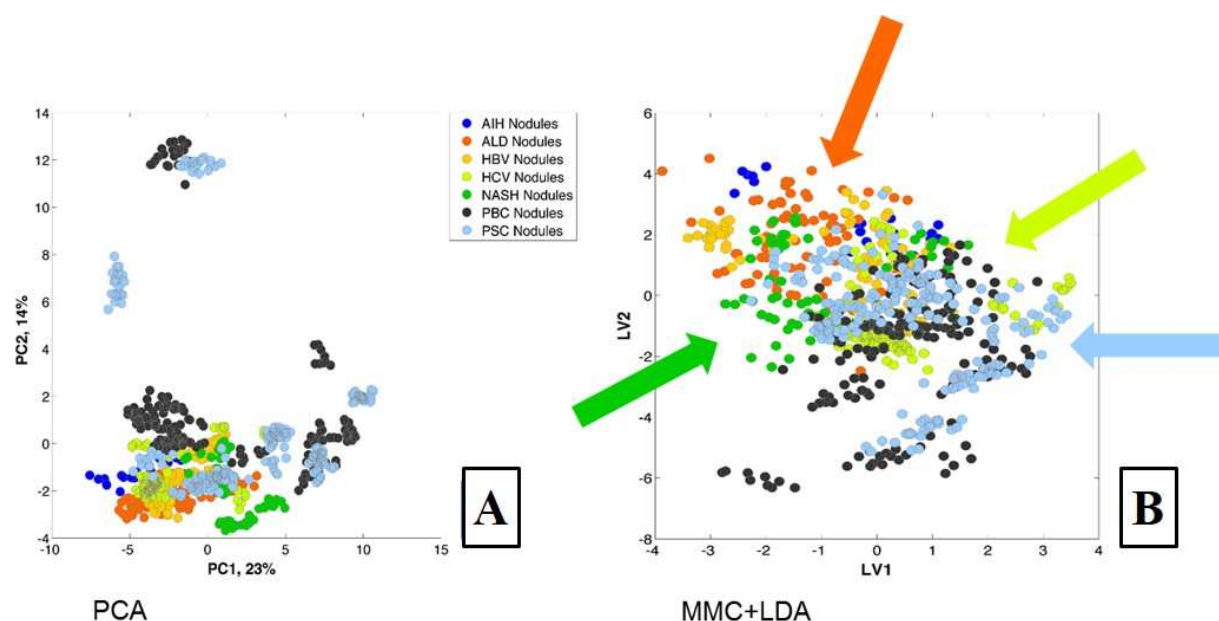 14
12
10
8
6
4
2
0
-2
-4
PC2, 14%
-10
-5
0
5
10
15
PC1, 23%
AIH Nodules
ALD Nodules
HBV Nodules
HCV Nodules
NASH Nodules
PBC Nodules
PSC Nodules
A
PCA
6
4
2
0
-2
-4
-6
-8
LV2
-4
-3
-2
-1
0
1
2
3
4
LV1
B
MMC+LDA